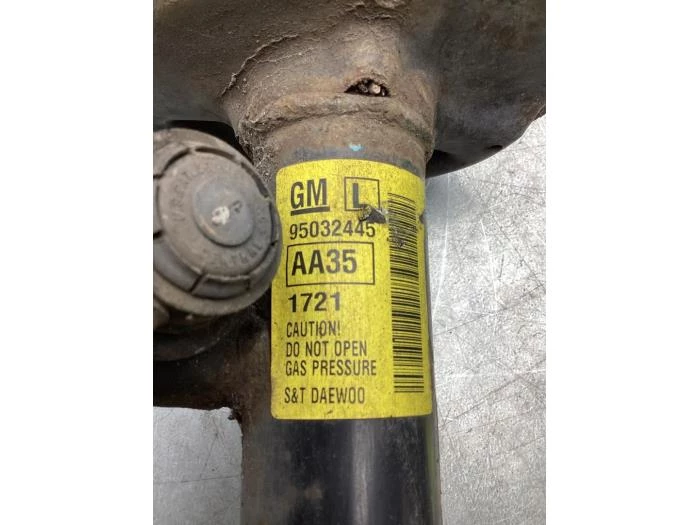 GM L
95032445
AA35
1721
CAUTION!
DO NOT OPEN
GAS PRESSURE
S&T DAEWOO